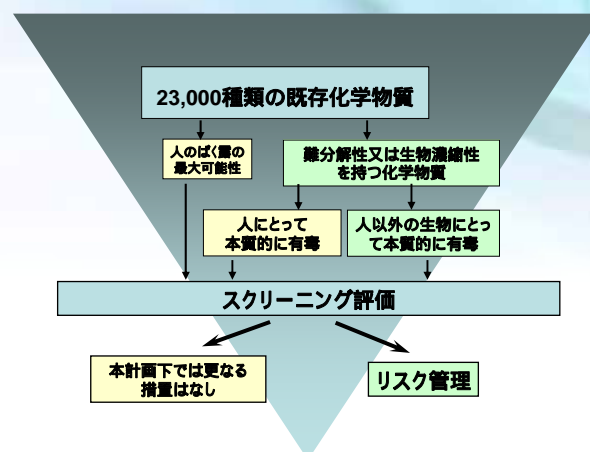 23,000種類の既存化学物質
人のばく露の
最大可能性
難分解性又は生物濃縮性
を持つ化学物質
人にとって
本質的に有毒
人以外の生物にとっ
て本質的に有毒
スクリーニング評価
本計画下では更なる
措置はなし
リスク管理